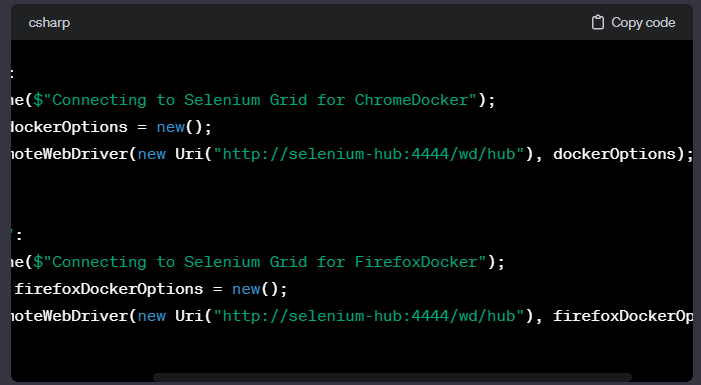 csharp
Copy code
:
ne($"Connecting to Selenium Grid for ChromeDocker");
dockerOptions = new();
moteWebDriver(new Uri("http://selenium-hub:4444/wd/hub"), dockerOptions);
":
ne($"Connecting to Selenium Grid for FirefoxDocker");
firefoxDockerOptions = new();
moteWebDriver(new Uri("http://selenium-hub:4444/wd/hub"), firefoxDockerOp